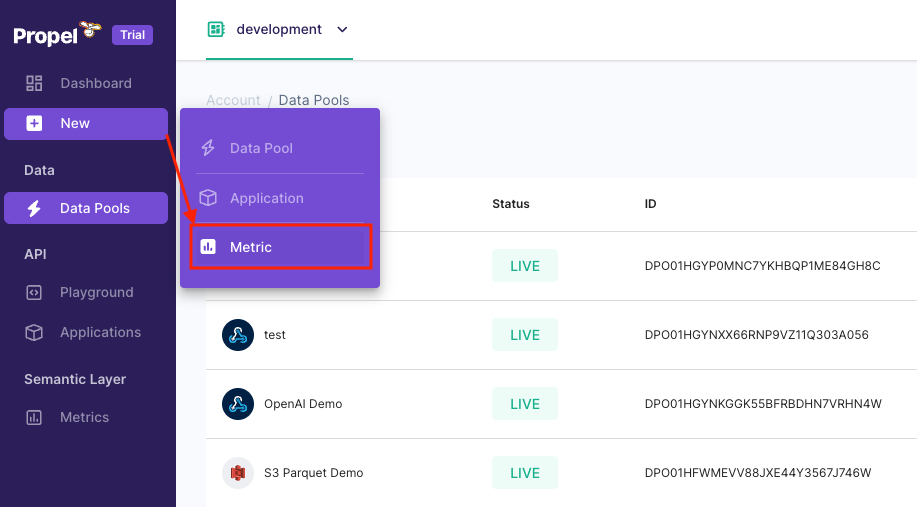 Propel
Trial
Dashboard
New
Data
Data Pools
API
Playground
Applications
Semantic Layer
Metrics
development
Account / Data Pools
Data Pool
Application
Metric
Status ID
LIVE DPO01HGYP0MNC7YKHBQP1ME84GH8C
test LIVE DPO01HGYNXX66RNP9VZ11Q303A056
OpenAI Demo LIVE DPO01HGYNKGGK55BFRBDHN7VRHN4W
S3 Parquet Demo LIVE DPO01HFWMEVV88JXE44Y3567J746W